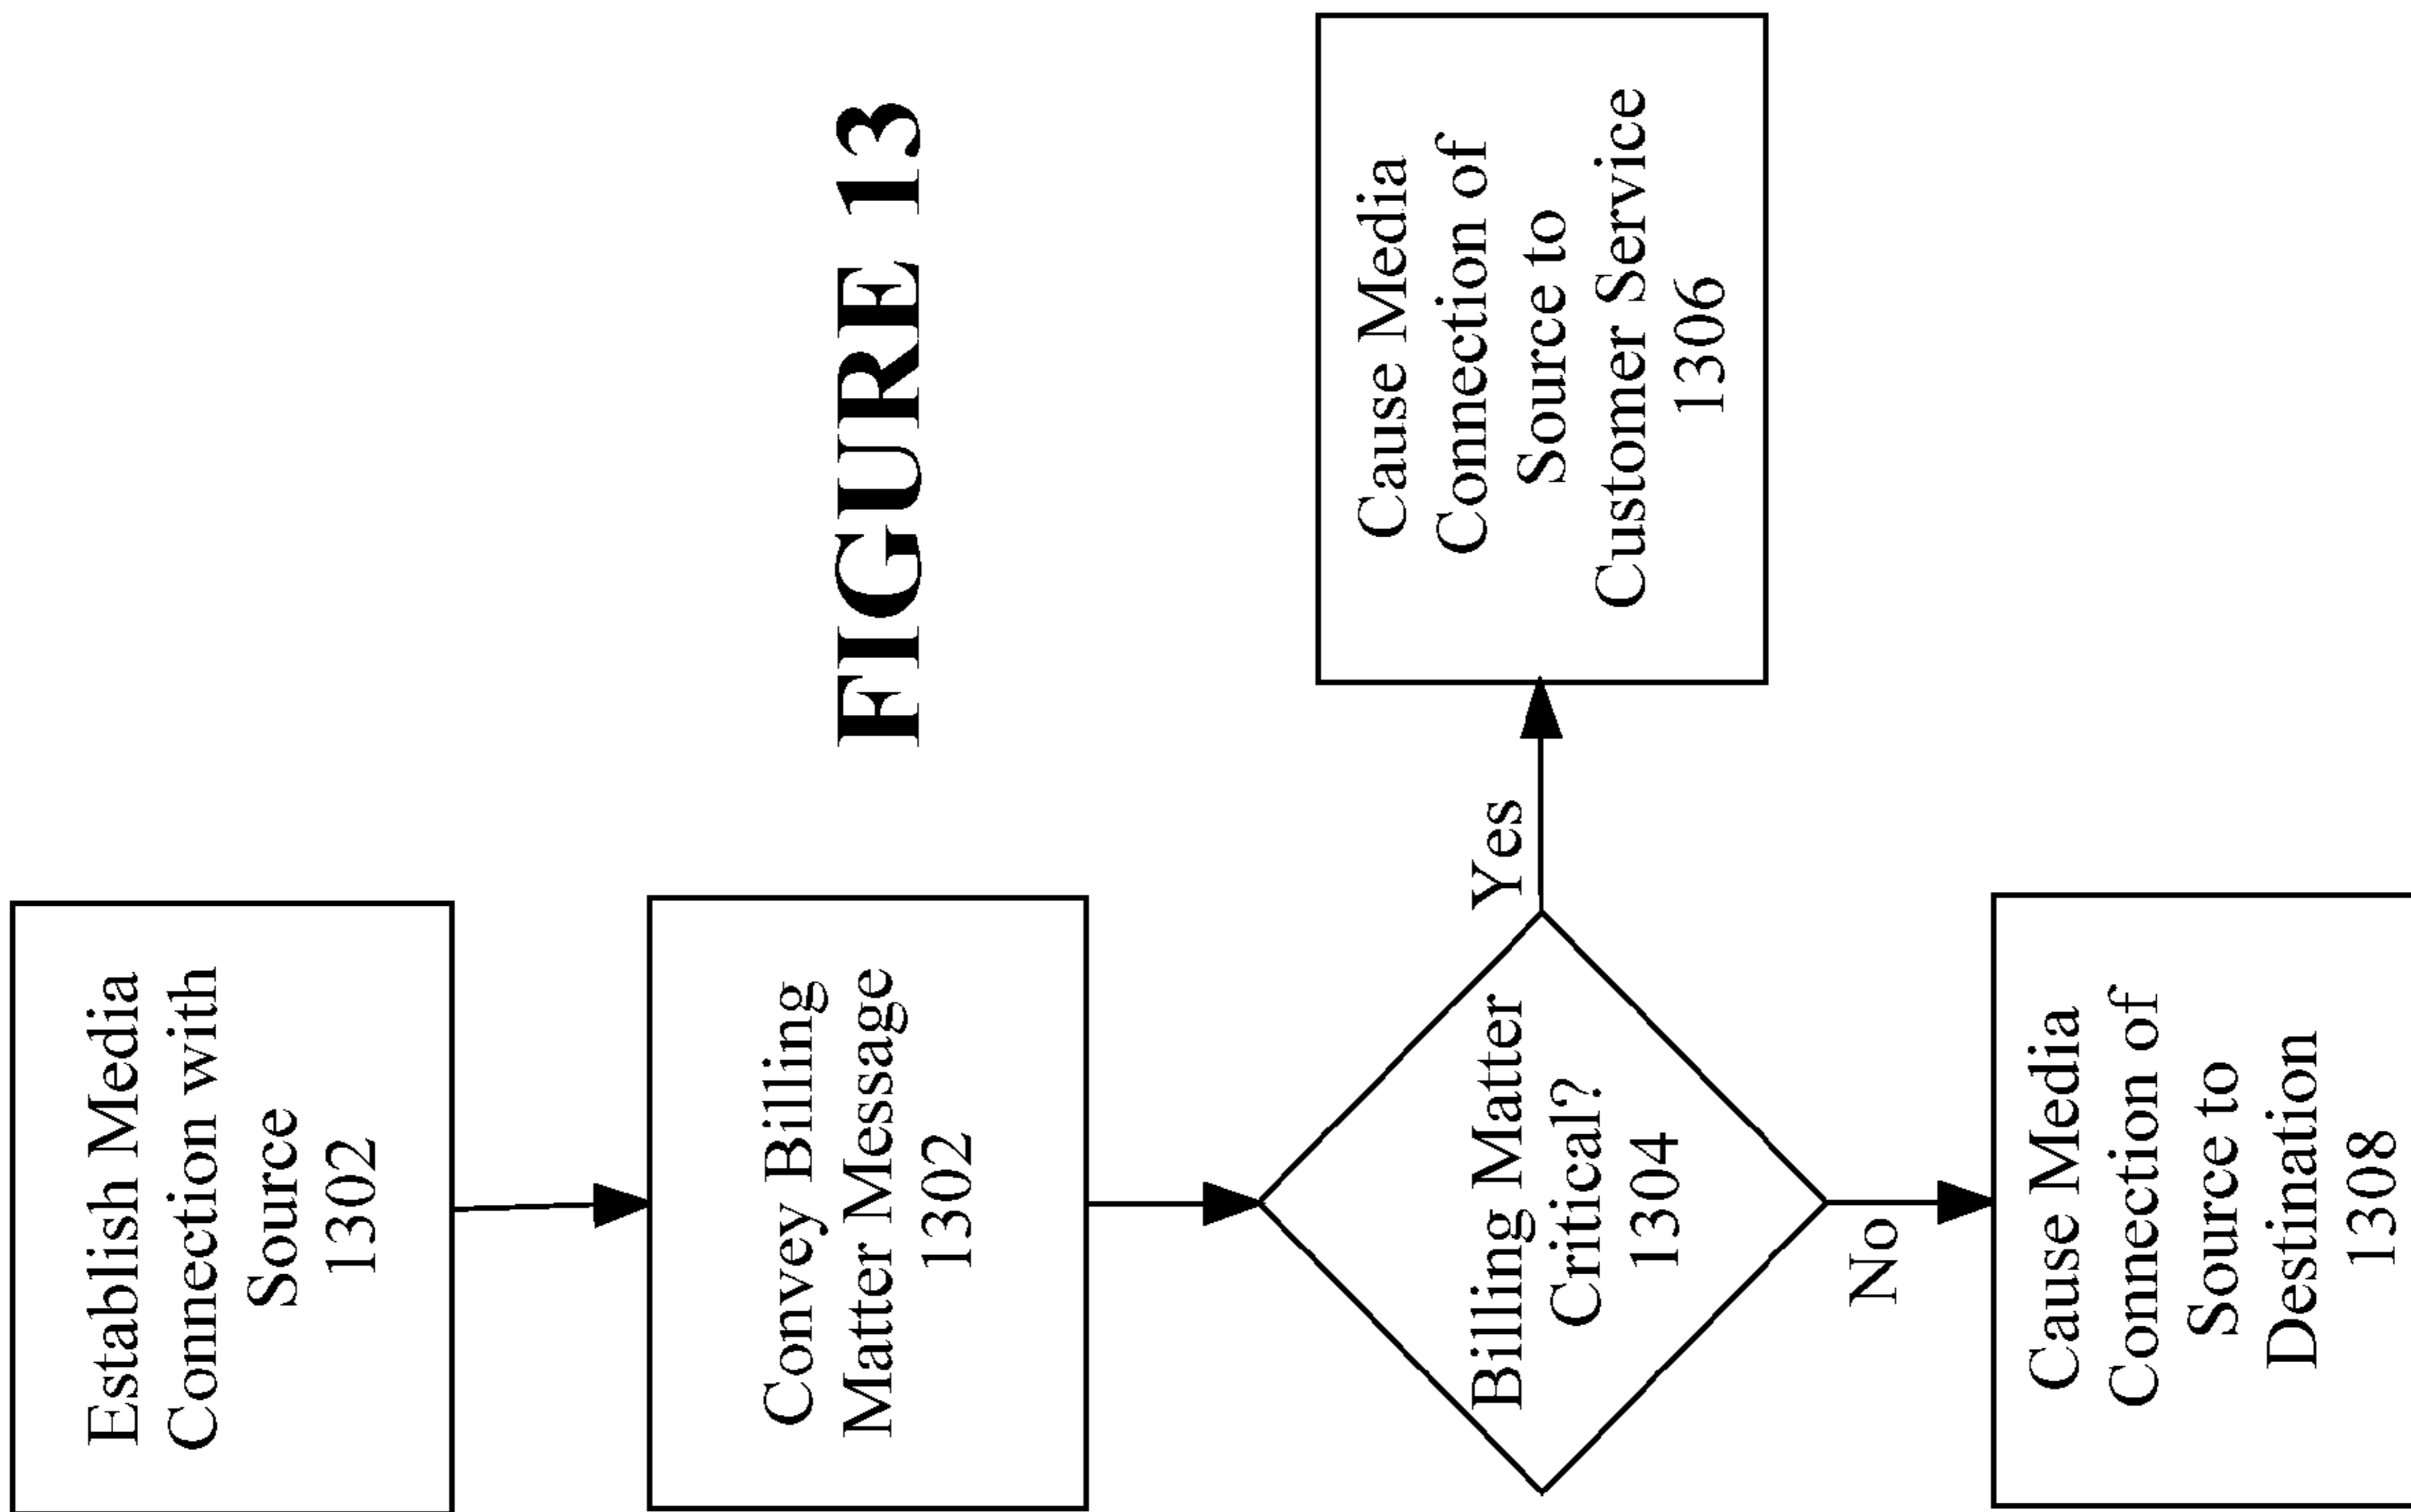 Establish Media
Connection with
Source
1302
Convey Billing
Matter Message
1302
Billing Matter
Critical?
1304
Yes
No
Cause Media
Connection of
Source to
Customer Service
1306
Cause Media
Connection of
Source to
Destination
1308
FIGURE 13